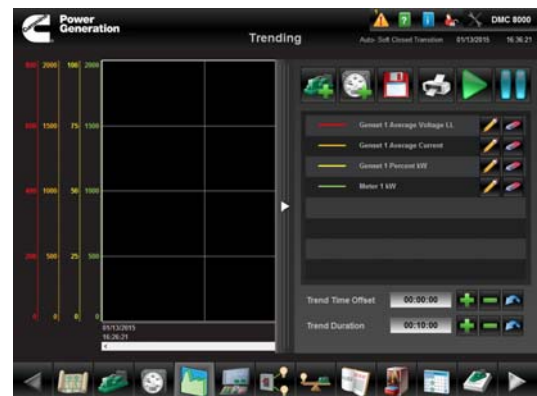 Power
Generation
Trending
DMC 8000
Auto- Soft Closed Transition 01/13/2015 16:36:21
800 2000 100 2000
600 1500 75 1500
400 1000 50 1000
200 500 25 500
0 0 0 0
01/13/2015
16:26:21
Genset 1 Average Voltage LL
Genset 1 Average Current
Genset 1 Percent kW
Meter 1 kW
Trend Time Offset 00:00:00
Trend Duration 00:10:00